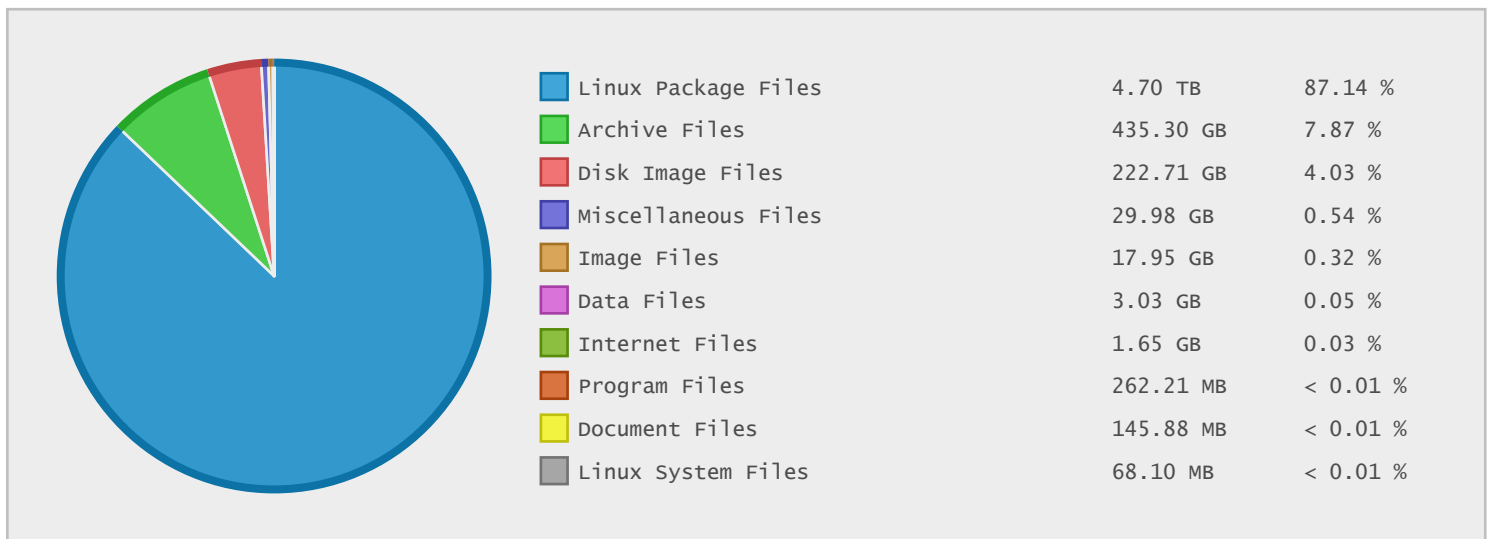 Linux Package Files 4.70 TB 87.14 %
Archive Files 435.30 GB 7.87 %
Disk Image Files 222.71 GB 4.03 %
Miscellaneous Files 29.98 GB 0.54 %
Image Files 17.95 GB 0.32 %
Data Files 3.03 GB 0.05 %
Internet Files 1.65 GB 0.03 %
Program Files 262.21 MB < 0.01 %
Document Files 145.88 MB < 0.01 %
Linux System Files 68.10 MB < 0.01 %